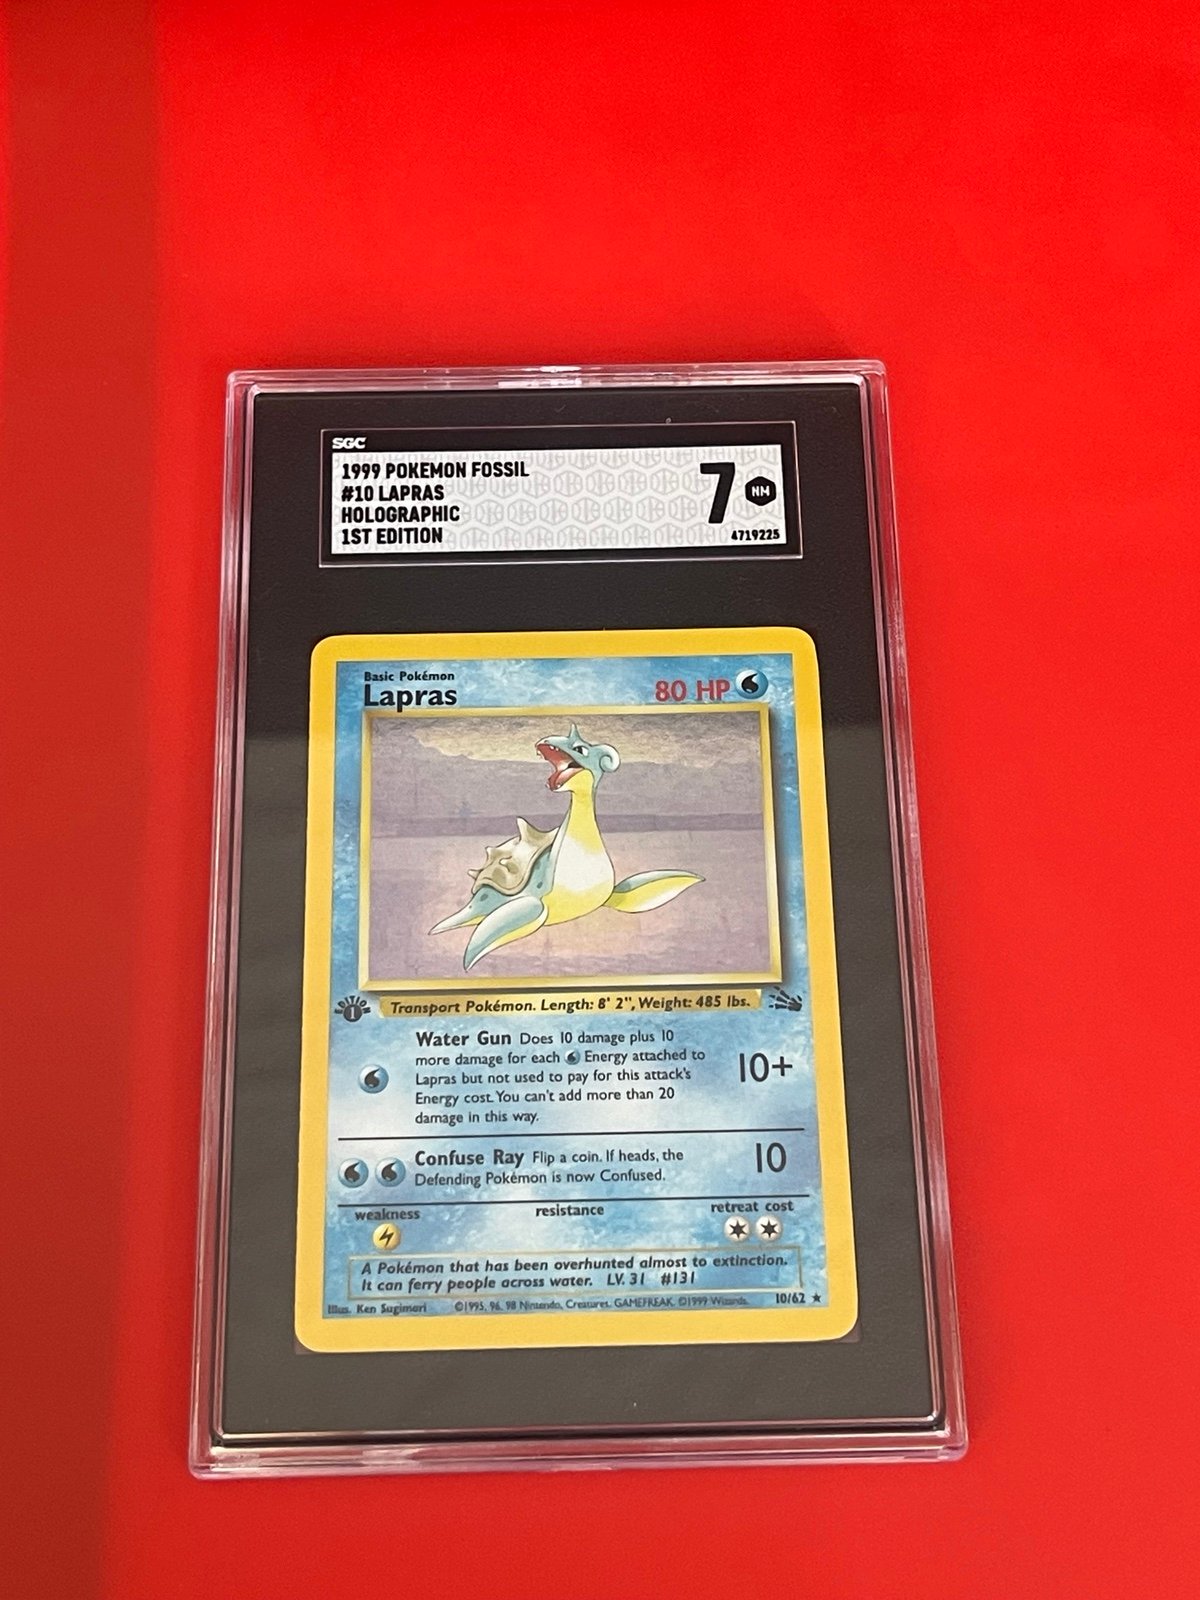 SGC
1999 POKEMON FOSSIL
#10 LAPRAS
HOLOGRAPHIC
1ST EDITION
7 NM
4719225
Basic Pokémon
Lapras 80 HP
EDITION
1
Transport Pokémon. Length: 8' 2", Weight: 485 lbs.
Water Gun Does 10 damage plus 10
more damage for each Energy attached to
Lapras but not used to pay for this attack's
Energy cost. You can't add more than 20
damage in this way.
10+
Confuse Ray Flip a coin. If heads, the
Defending Pokémon is now Confused.
10
weakness resistance retreat cost
A Pokémon that has been overhunted almost to extinction.
It can ferry people across water. LV. 31 #131
Illus. Ken Sugimori ©1995, 96, 98 Nintendo, Creatures, GAMEFREAK. ©1999 Wizards. 10/62 ★